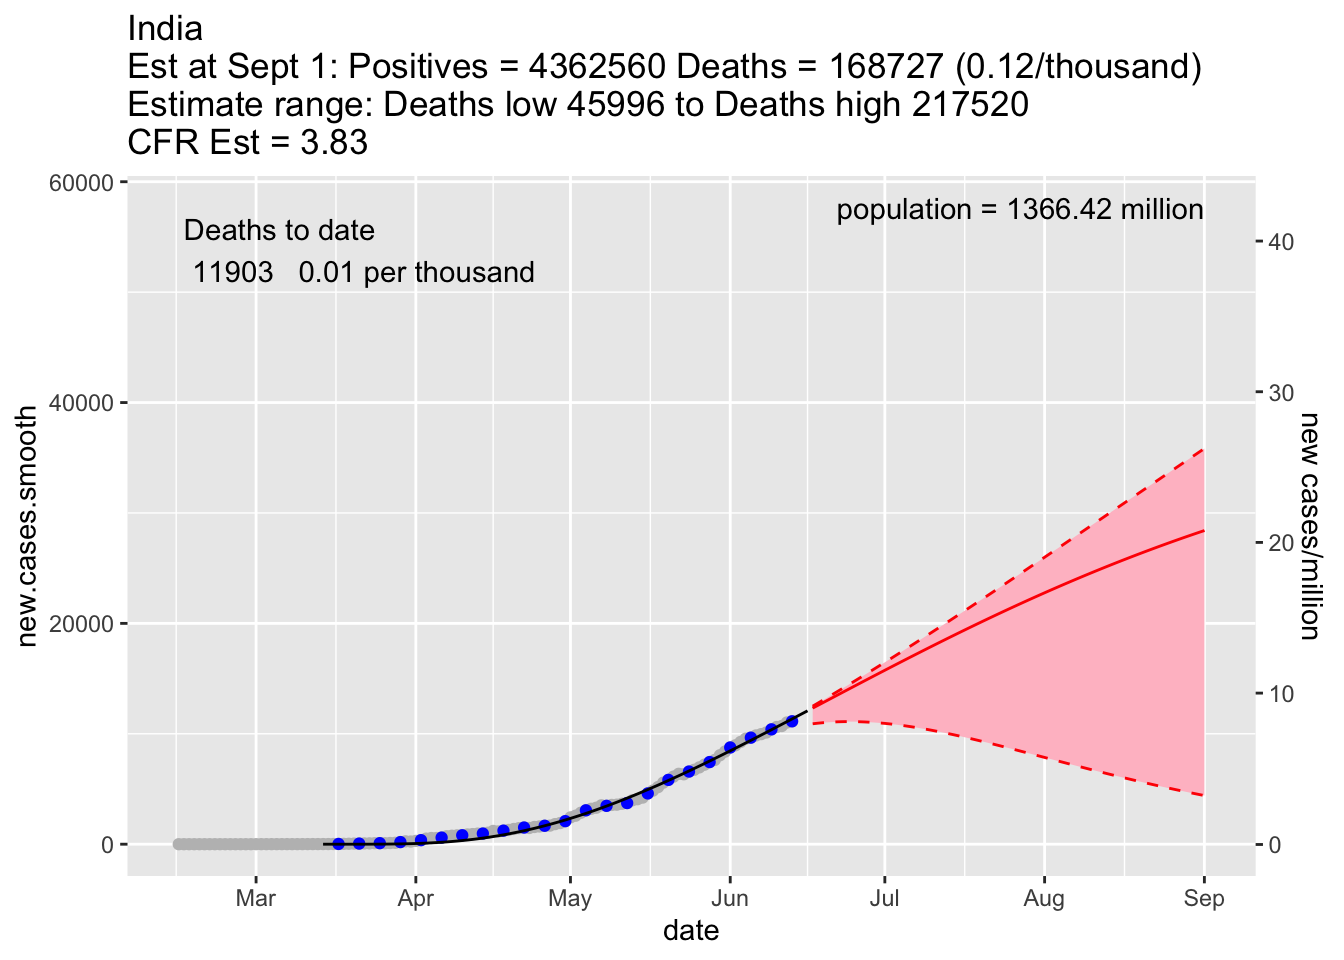 India
Est at Sept 1: Positives = 4362560 Deaths = 168727 (0.12/thousand)
Estimate range: Deaths low 45996 to Deaths high 217520
CFR Est = 3.83
60000
40000
20000
0
new.cases.smooth
Deaths to date
11903 0.01 per thousand
population = 1366.42 million
40
30
20
10
0
new cases/million
Mar Apr May Jun Jul Aug Sep
date